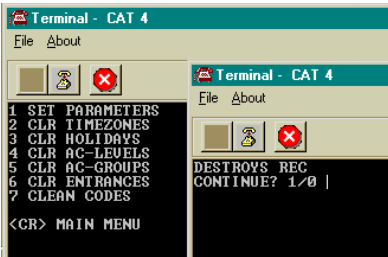 Terminal - CAT 4
File About
1 SET PARAMETERS
2 CLR TIMEZONES
3 CLR HOLIDAYS
4 CLR AC-LEVELS
5 CLR AC-GROUPS
6 CLR ENTRANCES
7 CLEAN CODES
<CR> MAIN MENU
Terminal - CAT 4
File About
DESTROYS REC
CONTINUE? 1/0